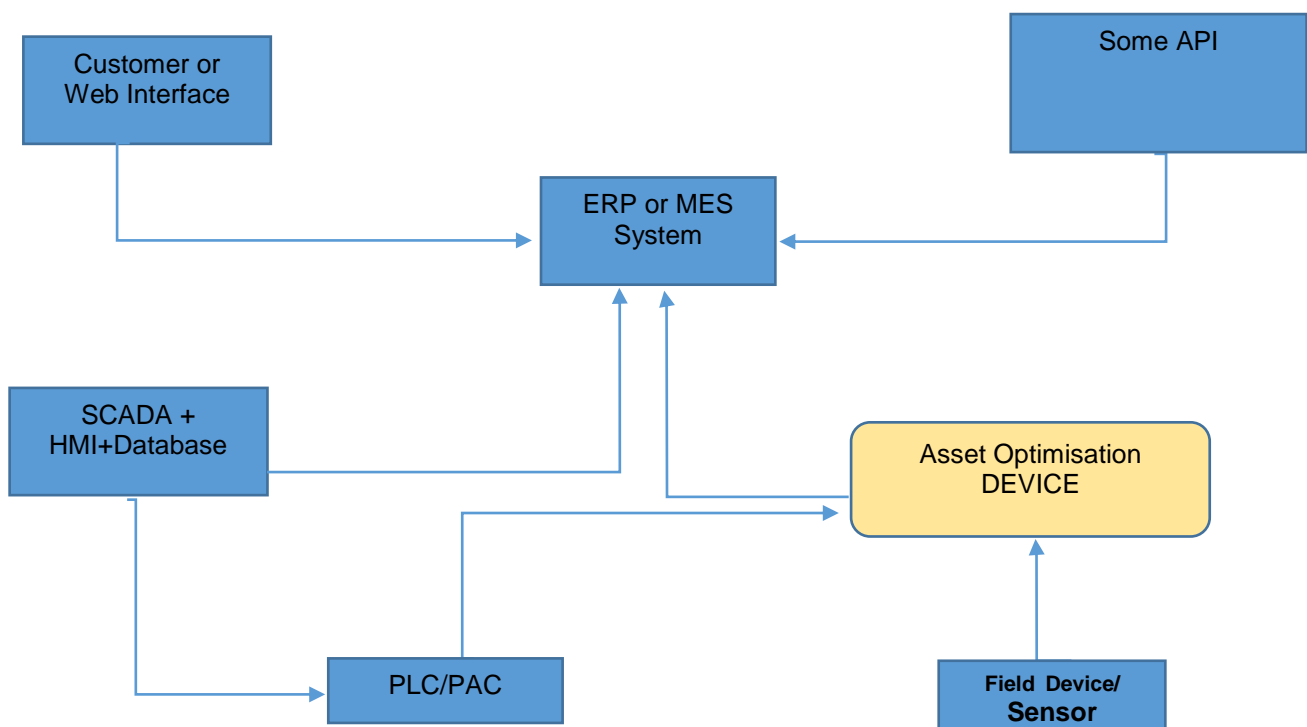 Customer or
Web Interface
Some API
ERP or MES
System
SCADA +
HMI+Database
Asset Optimisation
DEVICE
PLC/PAC
Field Device/
Sensor